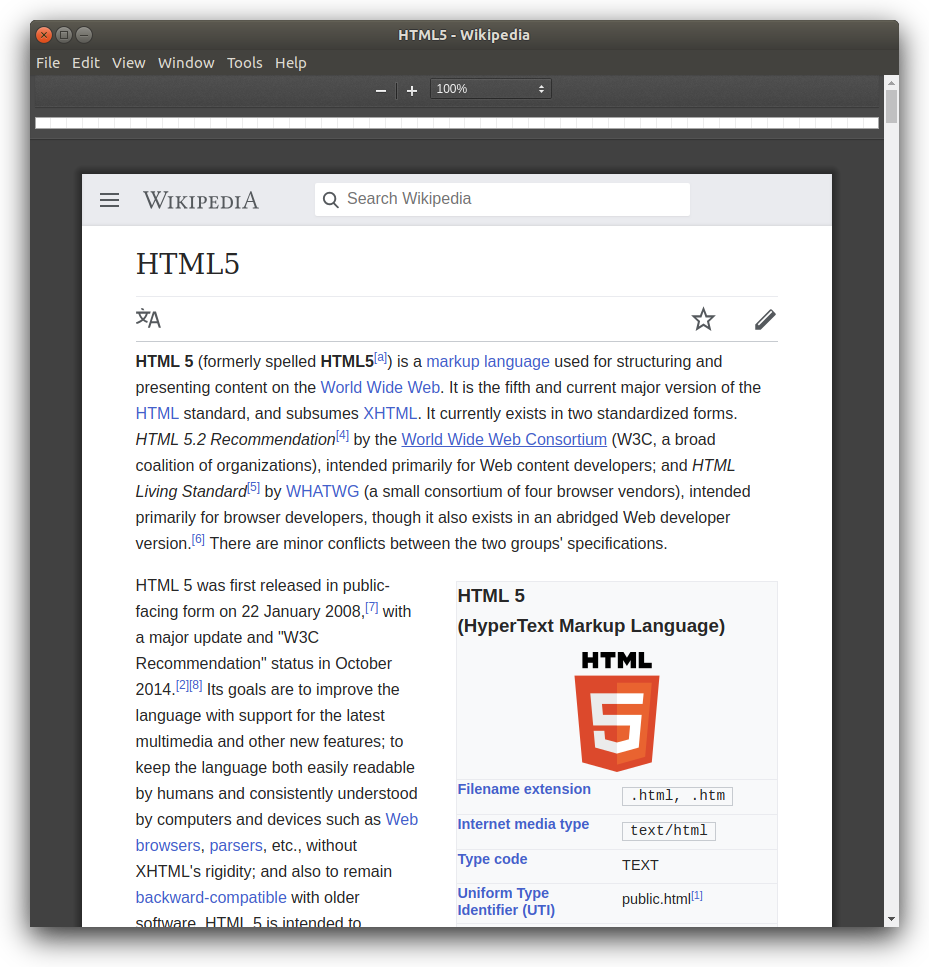 HTML5 - Wikipedia
File Edit View Window Tools Help
100%
WIKIPEDIA
Search Wikipedia
HTML5
HTML 5 (formerly spelled HTML5[a]) is a markup language used for structuring and
presenting content on the World Wide Web. It is the fifth and current major version of the
HTML standard, and subsumes XHTML. It currently exists in two standardized forms.
HTML 5.2 Recommendation[4] by the World Wide Web Consortium (W3C, a broad
coalition of organizations), intended primarily for Web content developers; and HTML
Living Standard[5] by WHATWG (a small consortium of four browser vendors), intended
primarily for browser developers, though it also exists in an abridged Web developer
version.[6] There are minor conflicts between the two groups' specifications.
HTML 5 was first released in public-
facing form on 22 January 2008,[7] with
a major update and "W3C
Recommendation" status in October
2014.[2][8] Its goals are to improve the
language with support for the latest
multimedia and other new features; to
keep the language both easily readable
by humans and consistently understood
by computers and devices such as Web
browsers, parsers, etc., without
XHTML's rigidity; and also to remain
backward-compatible with older
software. HTML 5 is intended to
HTML 5
(HyperText Markup Language)
HTML
5
Filename extension .html, .htm
Internet media type text/html
Type code TEXT
Uniform Type
Identifier (UTI) public.html[1]